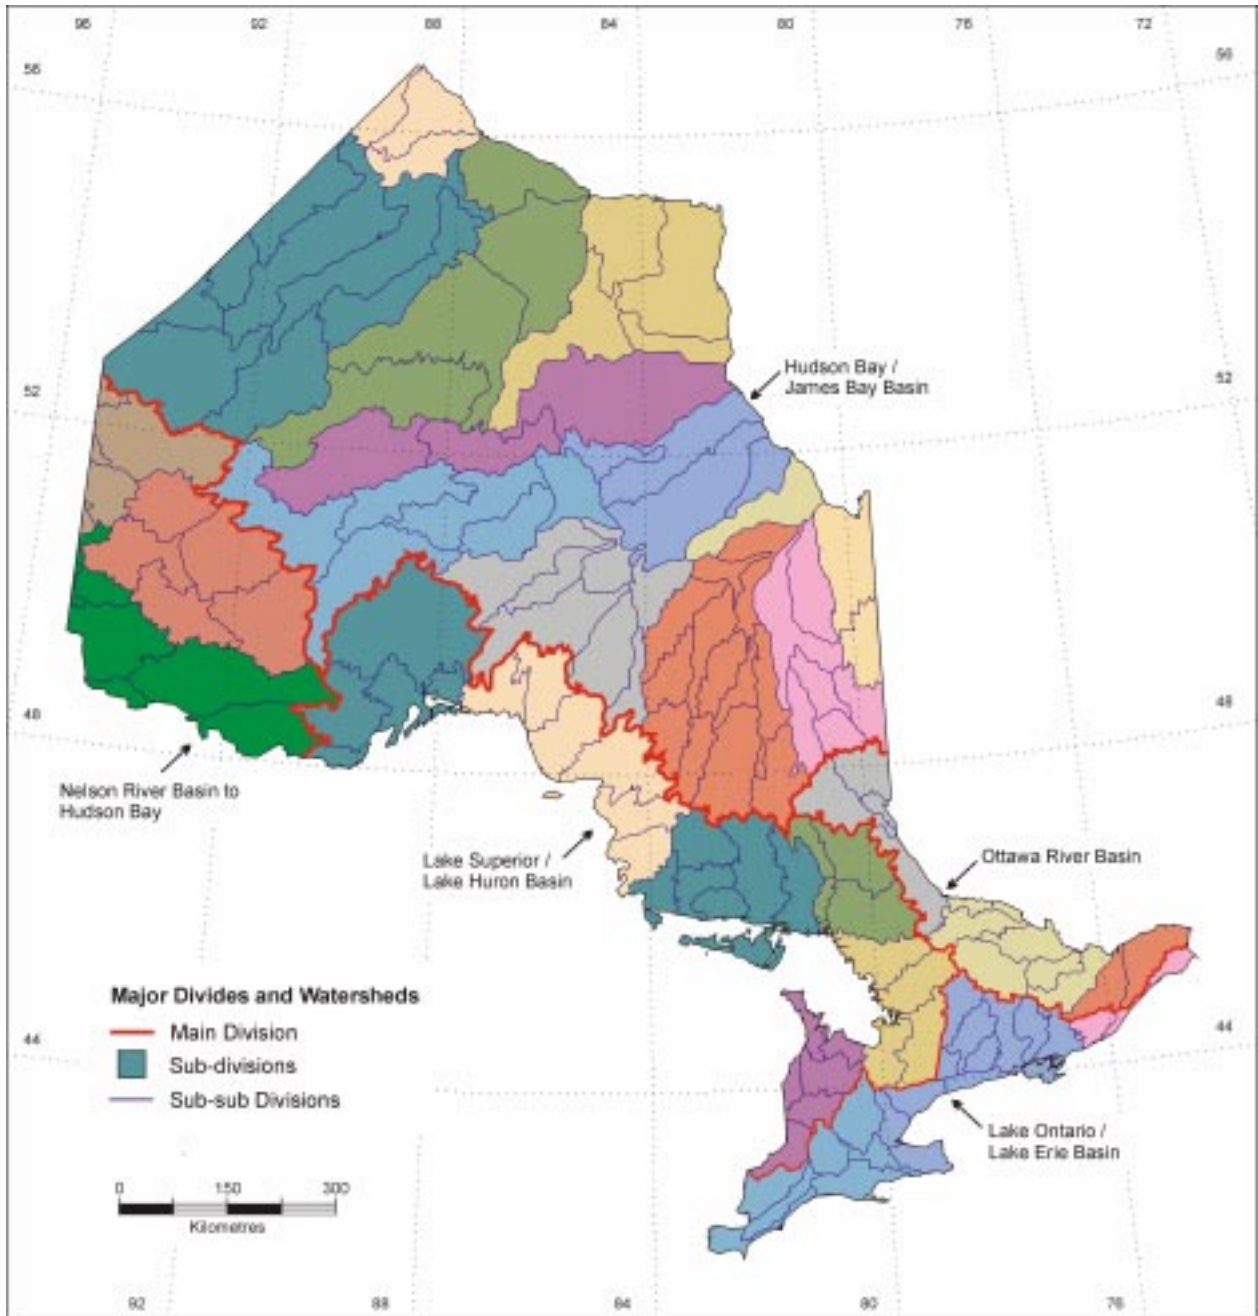 96 92 88 84 80 76 72
56 56
52 52
Hudson Bay /
James Bay Basin
48 48
Nelson River Basin to
Hudson Bay
Lake Superior /
Lake Huron Basin
Ottawa River Basin
Major Divides and Watersheds
Main Division
Sub-divisions
Sub-sub Divisions
44 44
Lake Ontario /
Lake Erie Basin
0 150 300
Kilometres
92 88 84 80 76